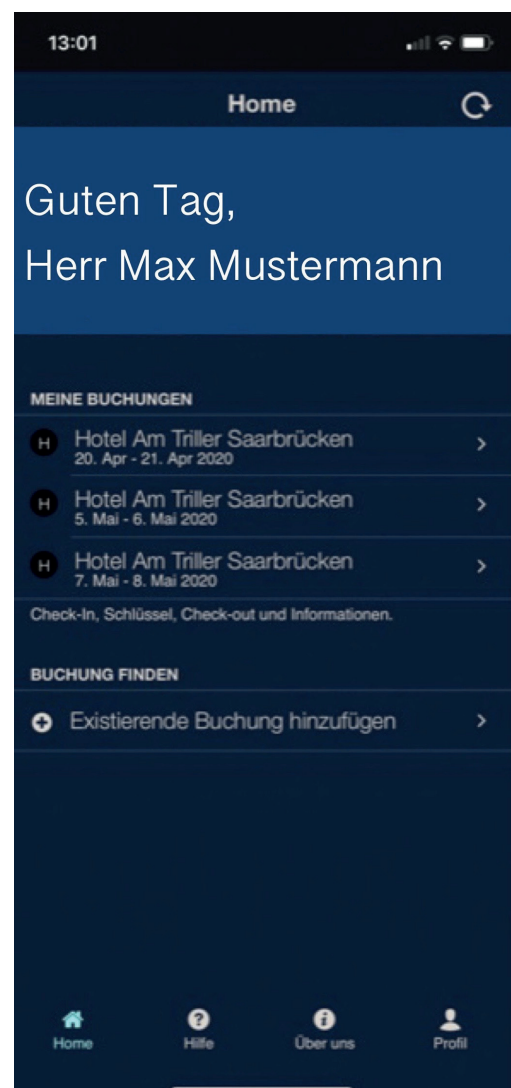 13:01
Home
Guten Tag,
Herr Max Mustermann
MEINE BUCHUNGEN
H Hotel Am Triller Saarbrücken
20. Apr - 21. Apr 2020
H Hotel Am Triller Saarbrücken
5. Mai - 6. Mai 2020
H Hotel Am Triller Saarbrücken
7. Mai - 8. Mai 2020
Check-In, Schlüssel, Check-out und Informationen.
BUCHUNG FINDEN
Existierende Buchung hinzufügen
Home Hilfe Über uns Profil